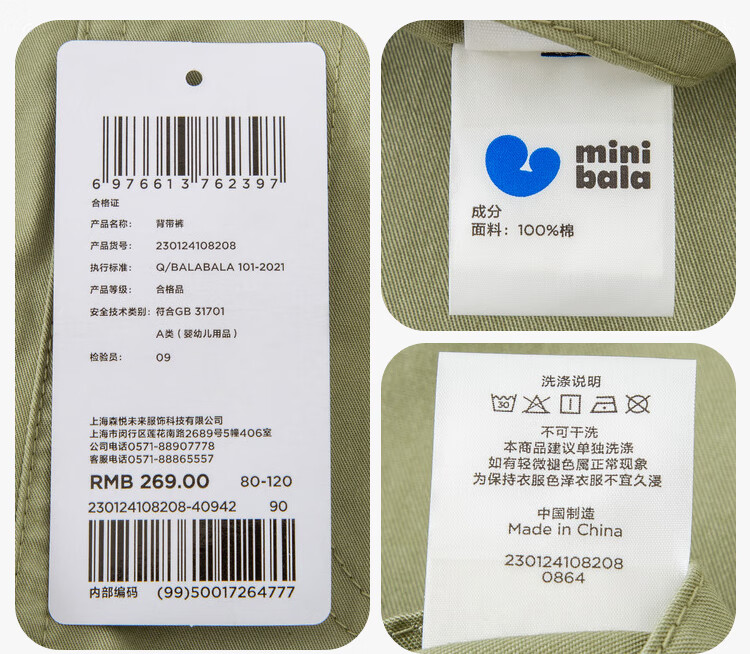 6 976613 762397
合格证
产品名称: 背带裤
产品货号: 230124108208
执行标准: Q/BALABALA 101-2021
产品等级: 合格品
安全技术类别: 符合GB 31701
A类 (婴幼儿用品)
检验员: 09
上海森悦未来服饰科技有限公司
上海市闵行区莲花南路2689号5幢406室
公司电话0571-88907778
客服电话0571-88865557
RMB 269.00 80-120
230124108208-40942 90
内部编码 (99)50017264777
mini
bala
成分
面料: 100%棉
洗涤说明
30
不可干洗
本商品建议单独洗涤
如有轻微褪色属正常现象
为保持衣服色泽衣服不宜久浸
中国制造
Made in China
230124108208
0864